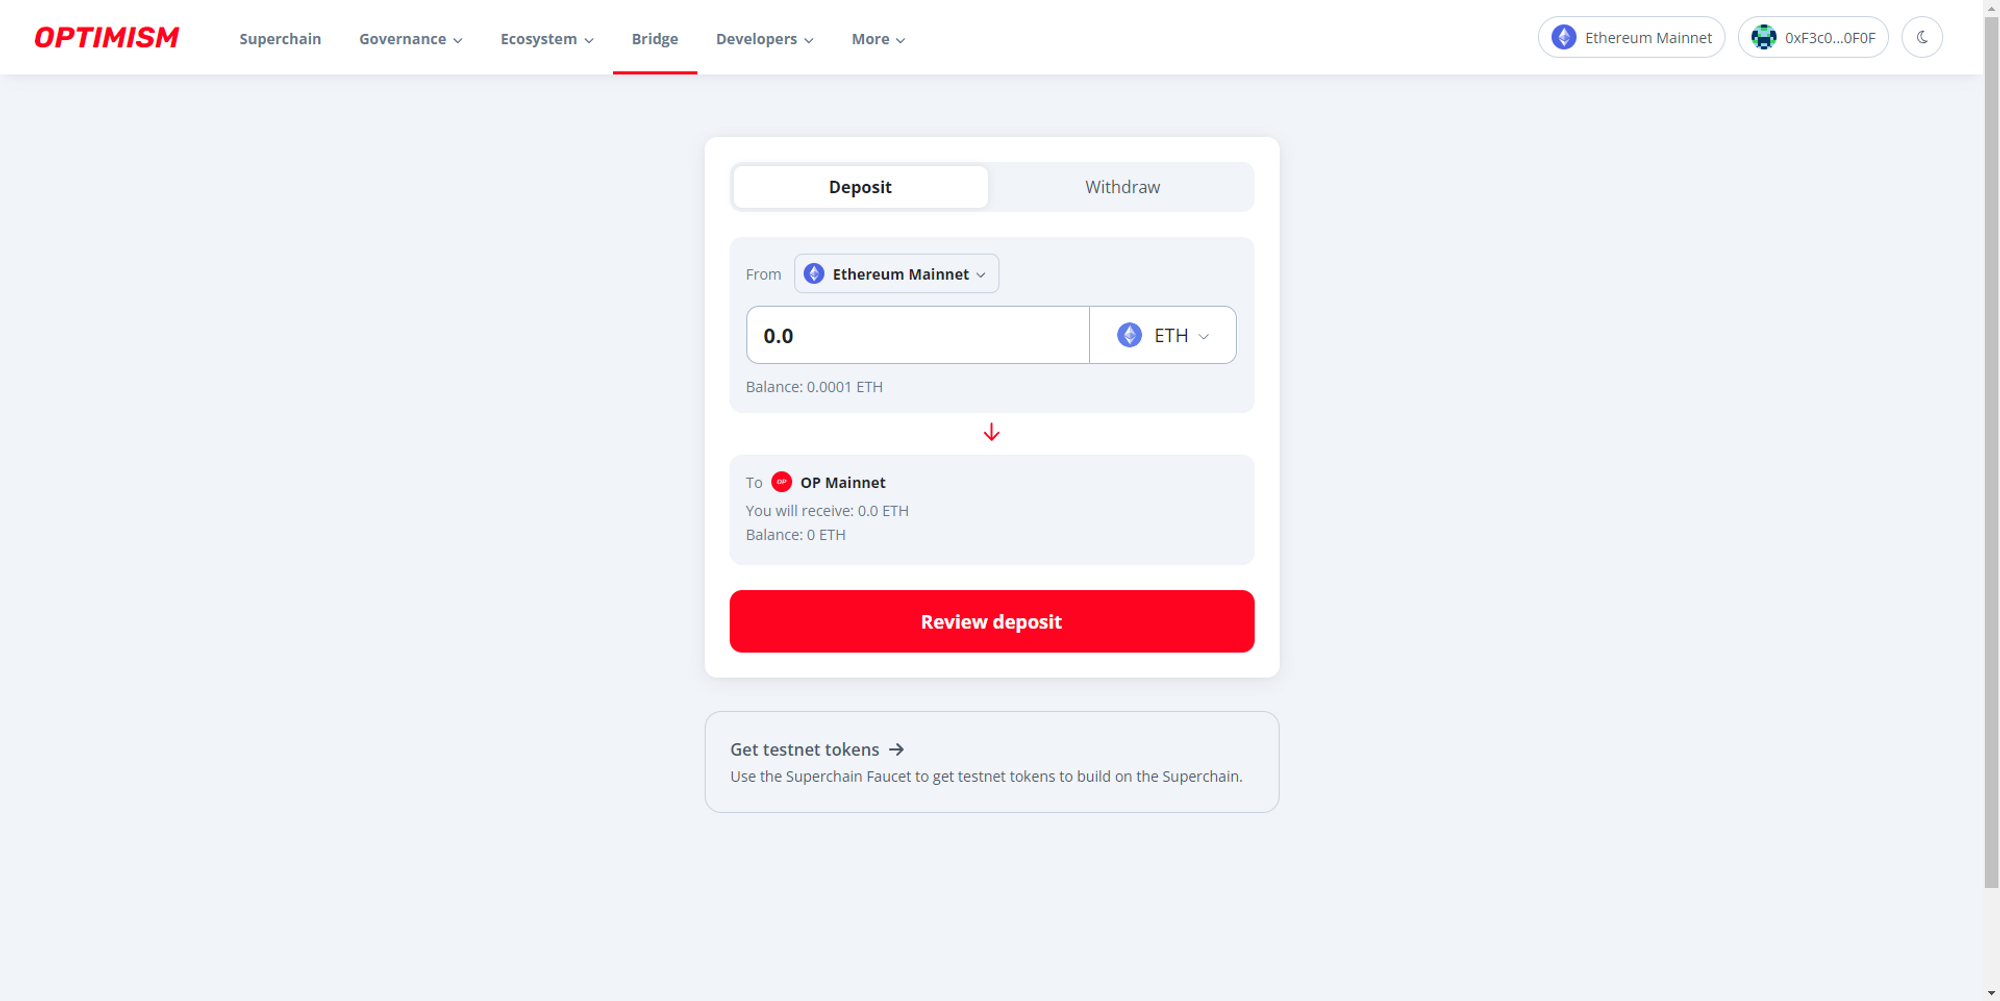 OPTIMISM Superchain Governance Ecosystem Bridge Developers More Ethereum Mainnet 0xF3c0...0F0F
Deposit Withdraw
From Ethereum Mainnet
0.0 ETH
Balance: 0.0001 ETH
To OP OP Mainnet
You will receive: 0.0 ETH
Balance: 0 ETH
Review deposit
Get testnet tokens →
Use the Superchain Faucet to get testnet tokens to build on the Superchain.